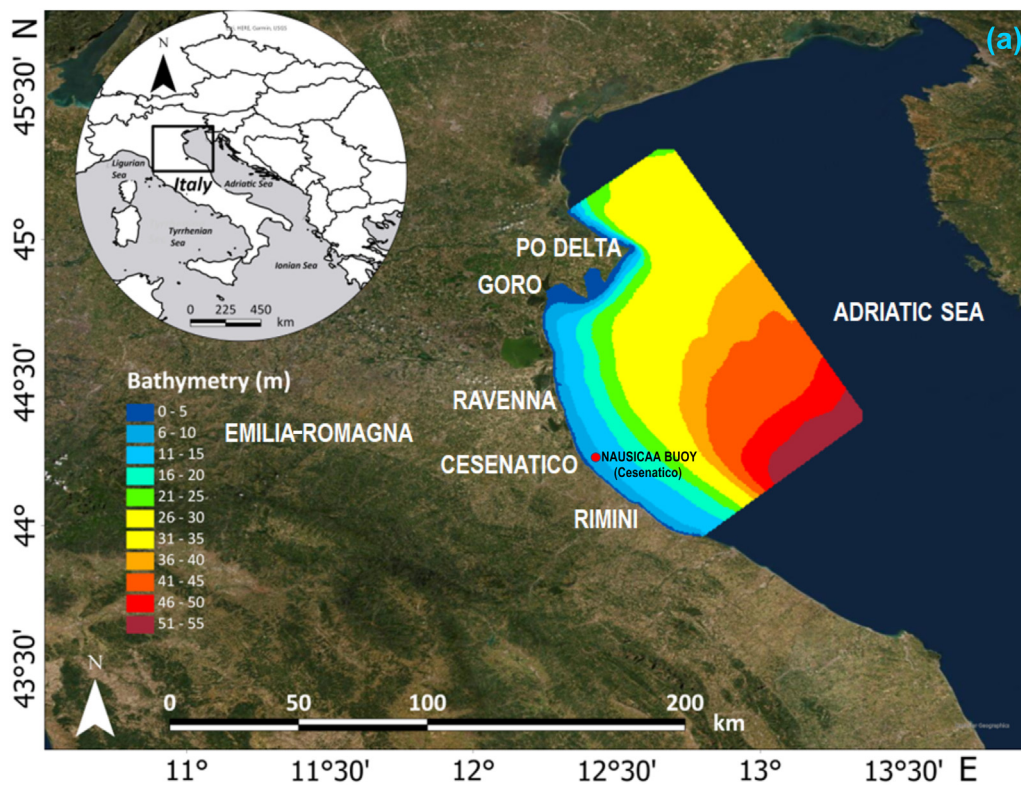 N
(a)
45°30'
45°
44°30'
44°
43°30'
HERE, Garmin, USGS
N
Ligurian
Sea
Italy
Adriatic Sea
Tyrrhenian
Sea
Ionian Sea
0 225 450
km
PO DELTA
GORO
ADRIATIC SEA
RAVENNA
EMILIA-ROMAGNA
CESENATICO
NAUSICAA BUOY
(Cesenatico)
RIMINI
Bathymetry (m)
0 - 5
6 - 10
11 - 15
16 - 20
21 - 25
26 - 30
31 - 35
36 - 40
41 - 45
46 - 50
51 - 55
N
0 50 100 200
km
11° 11°30' 12° 12°30' 13° 13°30' E